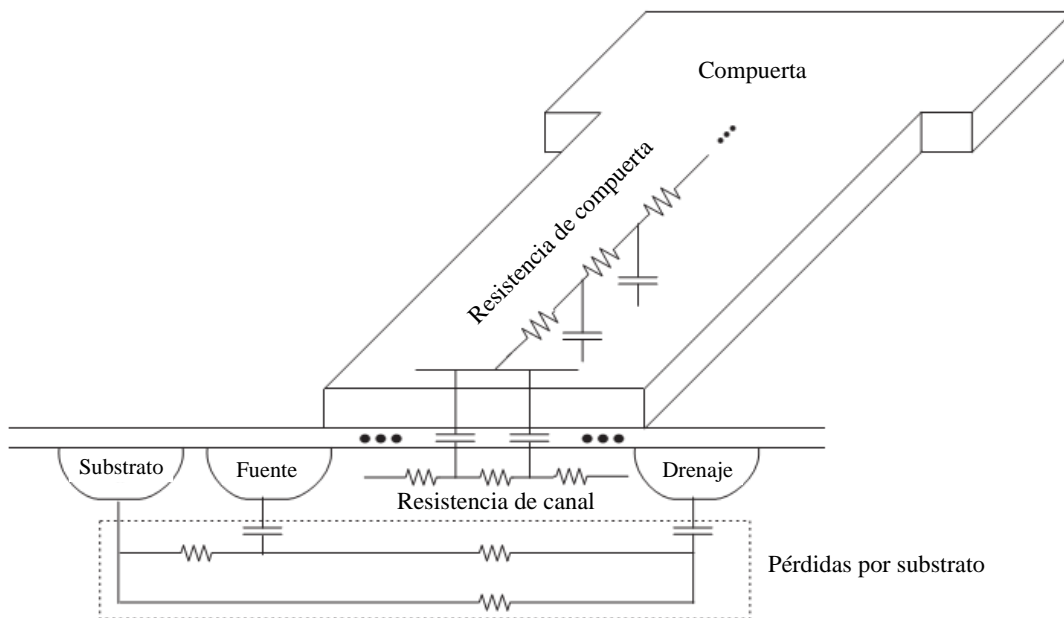 Compuerta
Resistencia de compuerta
Substrato
Fuente
Drenaje
Resistencia de canal
Pérdidas por substrato